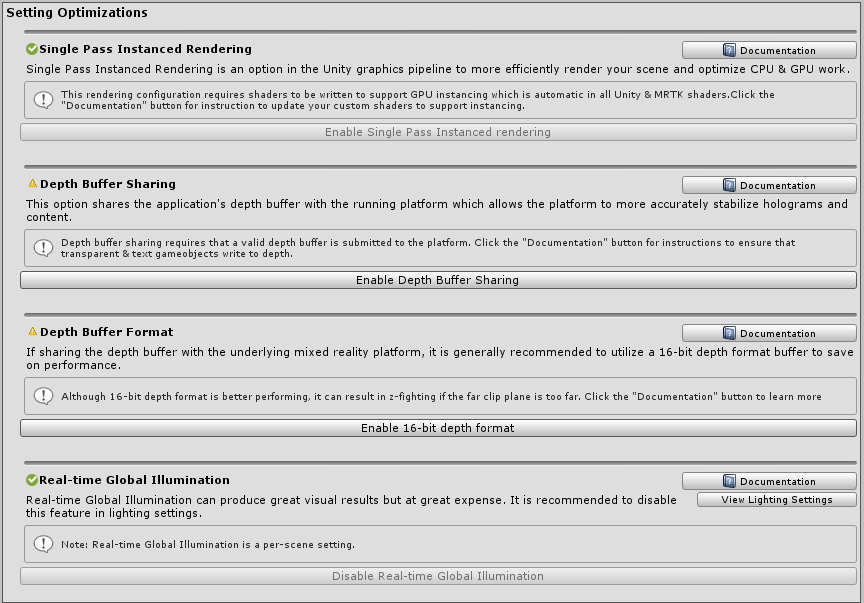 Setting Optimizations
Single Pass Instanced Rendering
Documentation
Single Pass Instanced Rendering is an option in the Unity graphics pipeline to more efficiently render your scene and optimize CPU & GPU work.
This rendering configuration requires shaders to be written to support GPU instancing which is automatic in all Unity & MRTK shaders.Click the
"Documentation" button for instruction to update your custom shaders to support instancing.
Enable Single Pass Instanced rendering
Depth Buffer Sharing
Documentation
This option shares the application's depth buffer with the running platform which allows the platform to more accurately stabilize holograms and
content.
Depth buffer sharing requires that a valid depth buffer is submitted to the platform. Click the "Documentation" button for instructions to ensure that
transparent & text gameobjects write to depth.
Enable Depth Buffer Sharing
Depth Buffer Format
Documentation
If sharing the depth buffer with the underlying mixed reality platform, it is generally recommended to utilize a 16-bit depth format buffer to save
on performance.
Although 16-bit depth format is better performing, it can result in z-fighting if the far clip plane is too far. Click the "Documentation" button to learn more
Enable 16-bit depth format
Real-time Global Illumination
Documentation
Real-time Global Illumination can produce great visual results but at great expense. It is recommended to disable
this feature in lighting settings.
View Lighting Settings
Note: Real-time Global Illumination is a per-scene setting.
Disable Real-time Global Illumination